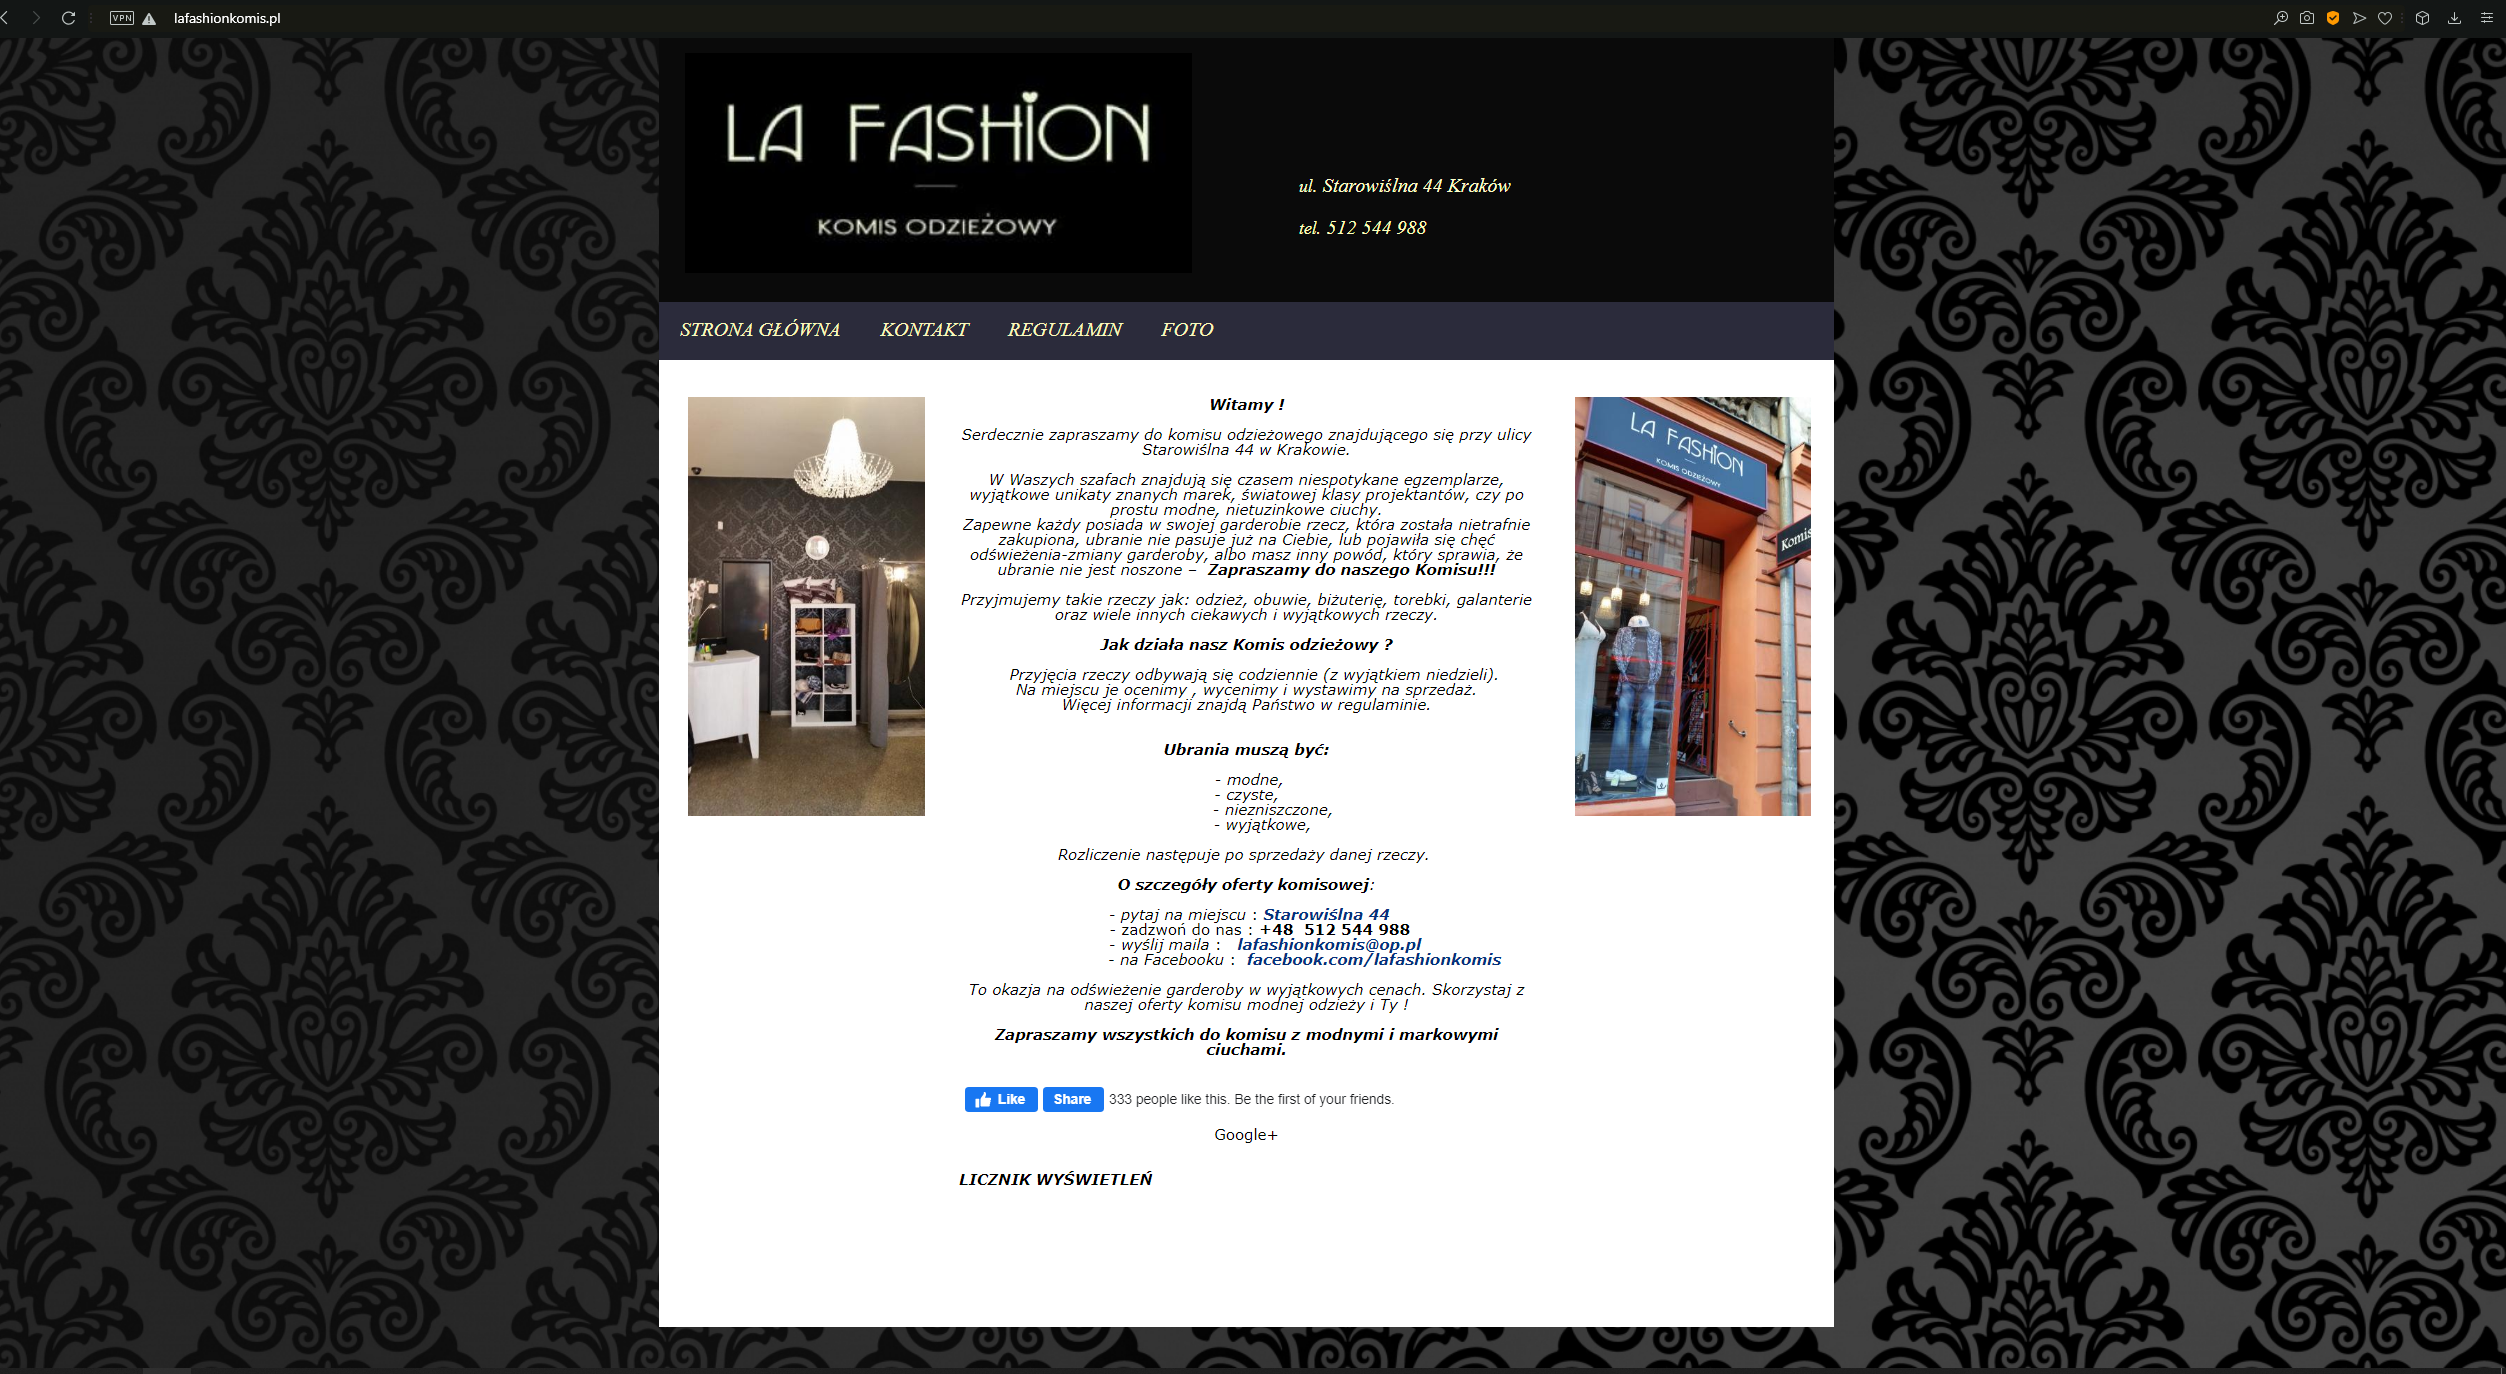 VPN
lafashionkomis.pl
LA FASHION
KOMIS ODZIEŻOWY
ul. Starowiślna 44 Kraków
tel. 512 544 988
STRONA GŁÓWNA KONTAKT REGULAMIN FOTO
LA FASHION
KOMIS ODZIEŻOWY
Komis
Witamy !
Serdecznie zapraszamy do komisu odzieżowego znajdującego się przy ulicy
Starowiślna 44 w Krakowie.
W Waszych szafach znajdują się czasem niespotykane egzemplarze,
wyjątkowe unikaty znanych marek, światowej klasy projektantów, czy po
prostu modne, nietuzinkowe ciuchy.
Zapewne każdy posiada w swojej garderobie rzecz, która została nietrafnie
zakupiona, ubranie nie pasuje już na Ciebie, lub pojawiła się chęć
odświeżenia-zmiany garderoby, albo masz inny powód, który sprawia, że
ubranie nie jest noszone – Zapraszamy do naszego Komisu!!!
Przyjmujemy takie rzeczy jak: odzież, obuwie, biżuterię, torebki, galanterie
oraz wiele innych ciekawych i wyjątkowych rzeczy.
Jak działa nasz Komis odzieżowy ?
Przyjęcia rzeczy odbywają się codziennie (z wyjątkiem niedzieli).
Na miejscu je ocenimy , wycenimy i wystawimy na sprzedaż.
Więcej informacji znajdą Państwo w regulaminie.
Ubrania muszą być:
- modne,
- czyste,
- niezniszczone,
- wyjątkowe,
Rozliczenie następuje po sprzedaży danej rzeczy.
O szczegóły oferty komisowej:
- pytaj na miejscu : Starowiślna 44
- zadzwoń do nas : +48 512 544 988
- wyślij maila : lafashionkomis@op.pl
- na Facebooku : facebook.com/lafashionkomis
To okazja na odświeżenie garderoby w wyjątkowych cenach. Skorzystaj z
naszej oferty komisu modnej odzieży i Ty !
Zapraszamy wszystkich do komisu z modnymi i markowymi
ciuchami.
Like Share 333 people like this. Be the first of your friends.
Google+
LICZNIK WYŚWIETLEŃ